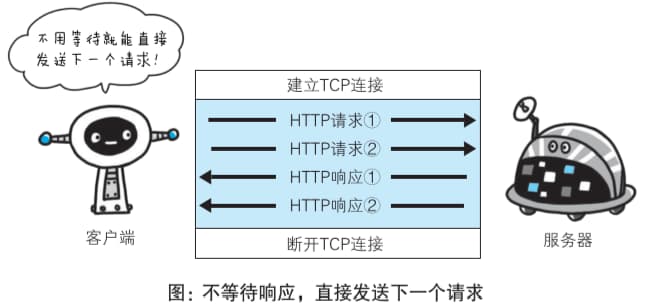 不用等待就能直接
发送下一个请求!
建立TCP连接
HTTP请求①
HTTP请求②
HTTP响应①
HTTP响应②
断开TCP连接
客户端
服务器
图：不等待响应，直接发送下一个请求